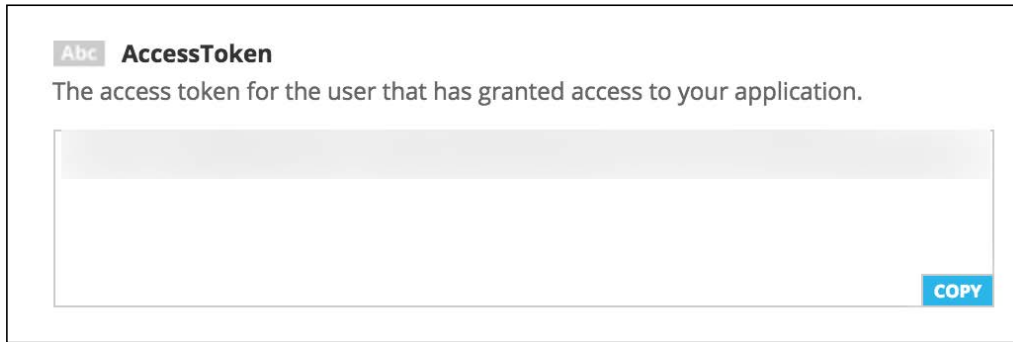 Abc AccessToken
The access token for the user that has granted access to your application.
COPY